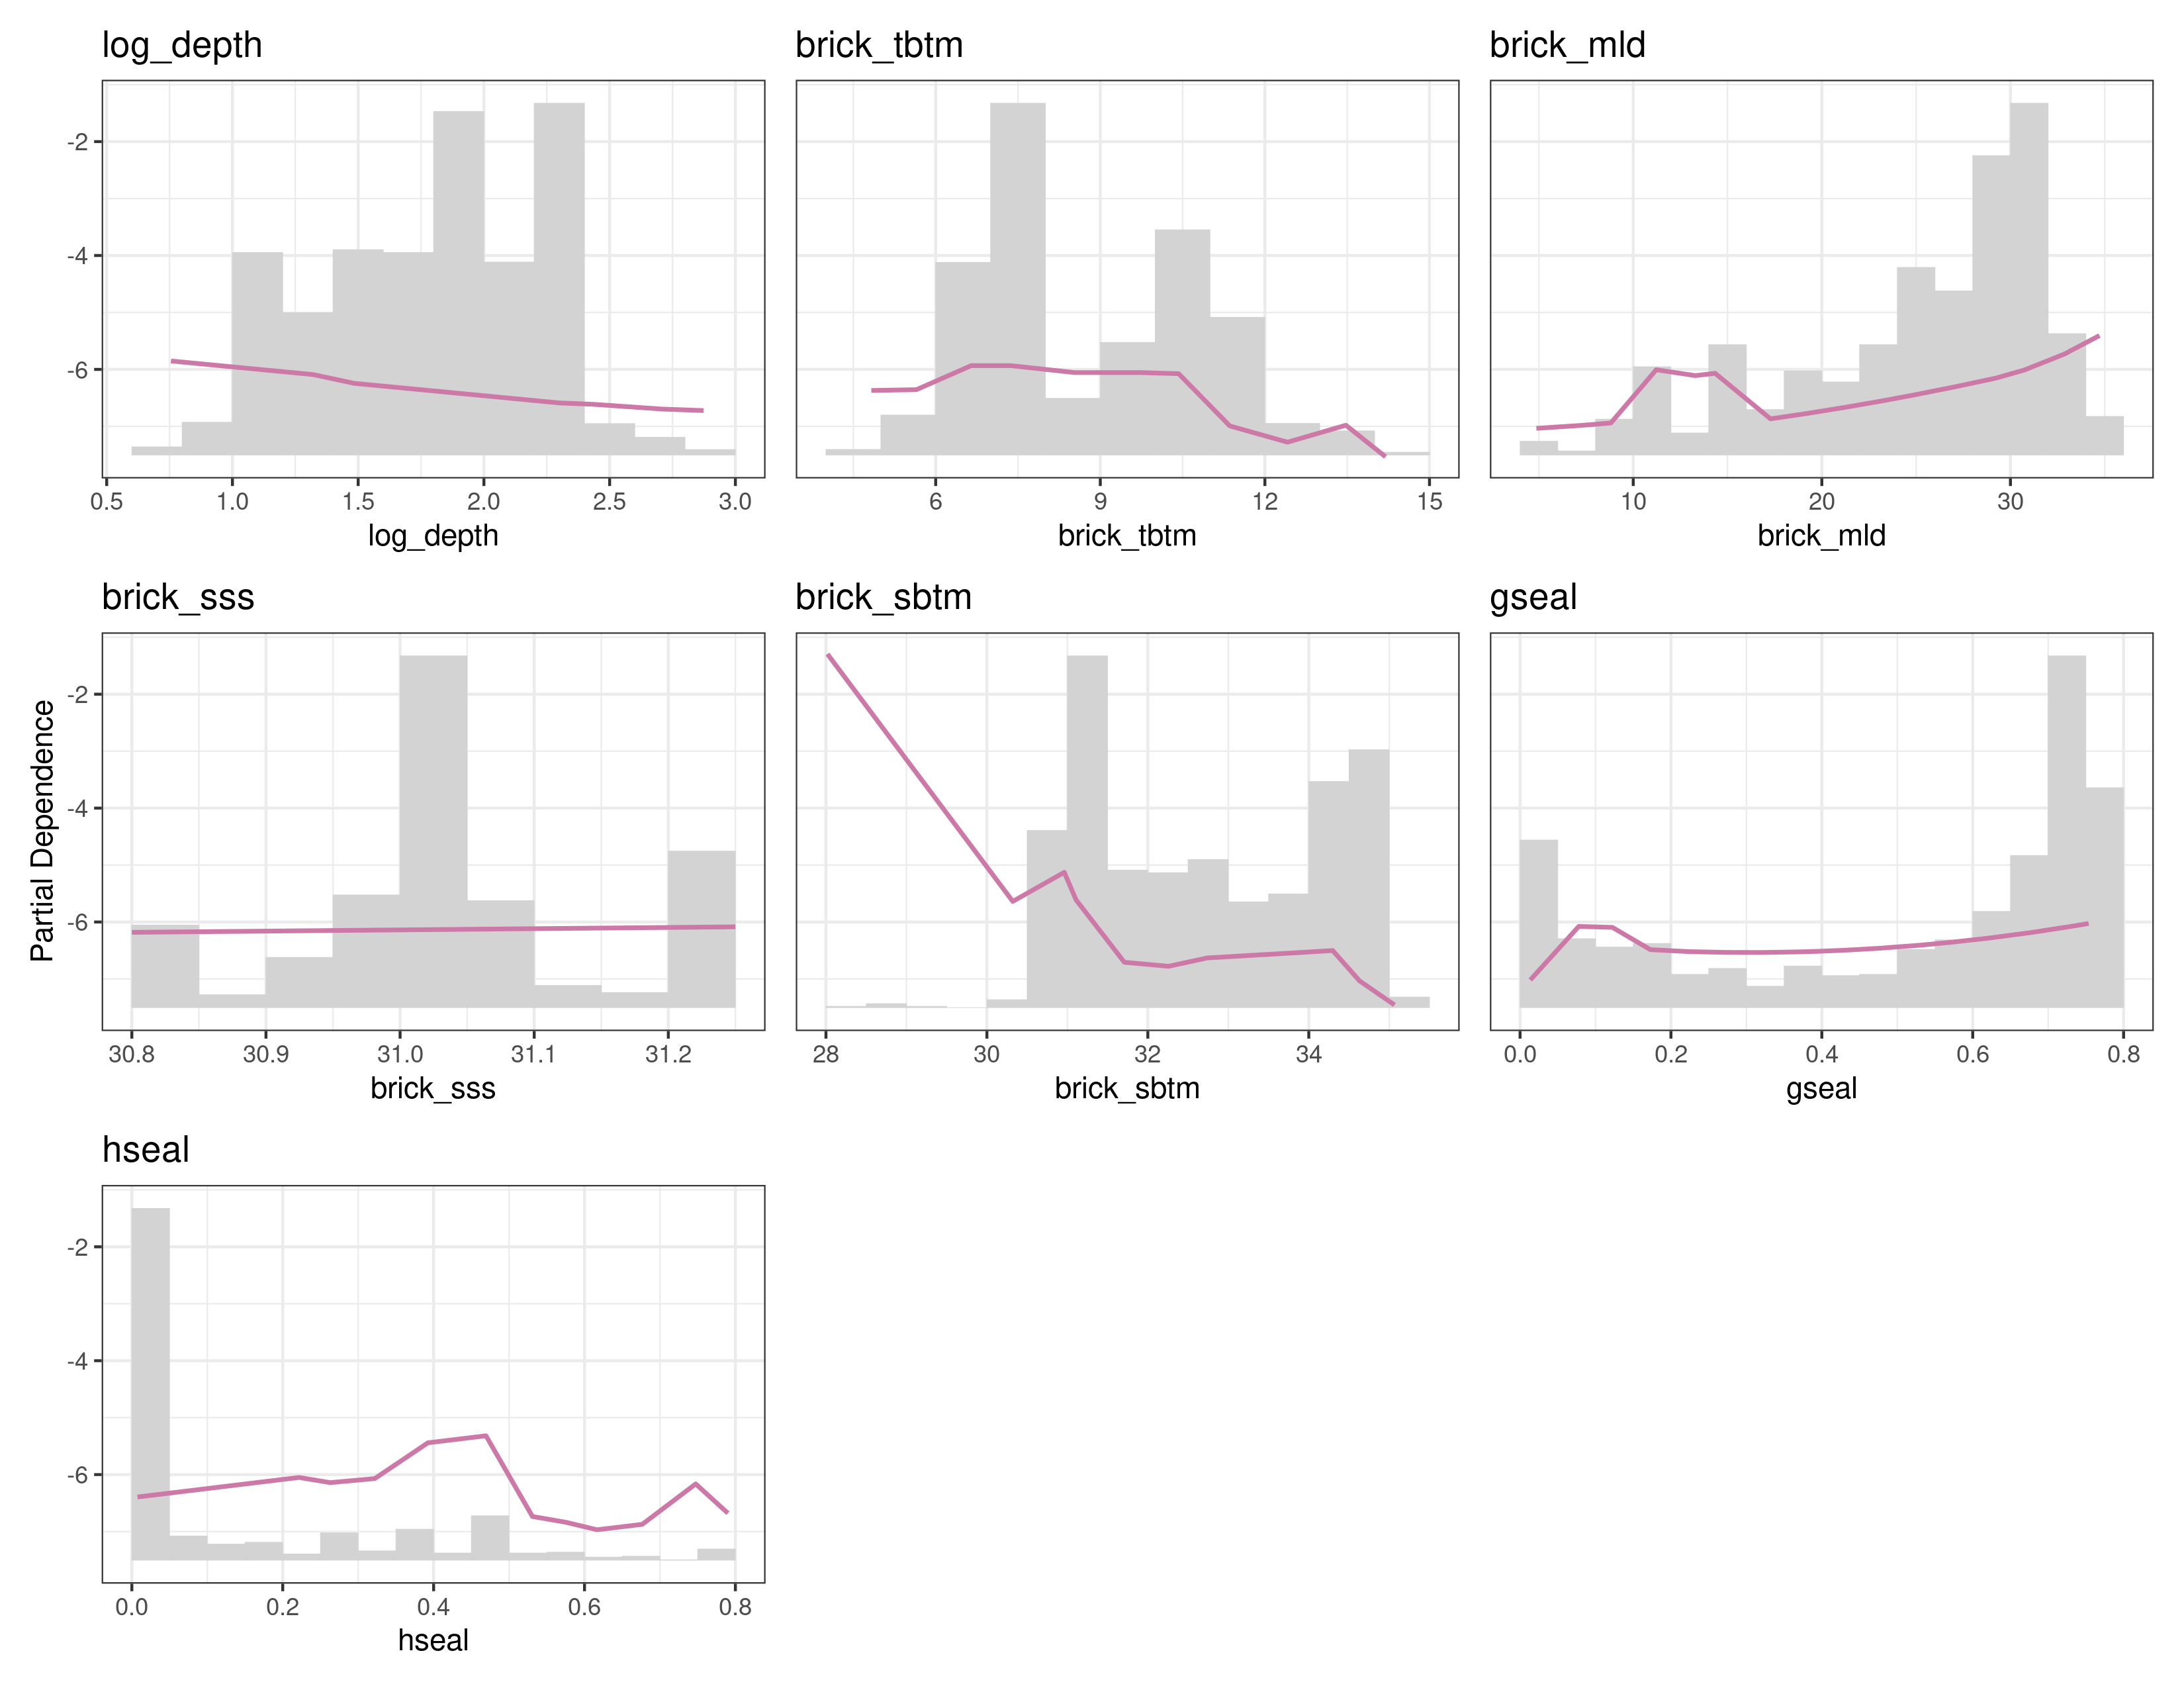 log_depth
brick_tbtm
brick_mld
-2
-4
-6
0.5 1.0 1.5 2.0 2.5 3.0
6 9 12 15
10 20 30
log_depth
brick_tbtm
brick_mld
brick_sss
brick_sbtm
gseal
Partial Dependence
-2
-4
-6
30.8 30.9 31.0 31.1 31.2
28 30 32 34
0.0 0.2 0.4 0.6 0.8
brick_sss
brick_sbtm
gseal
hseal
-2
-4
-6
0.0 0.2 0.4 0.6 0.8
hseal